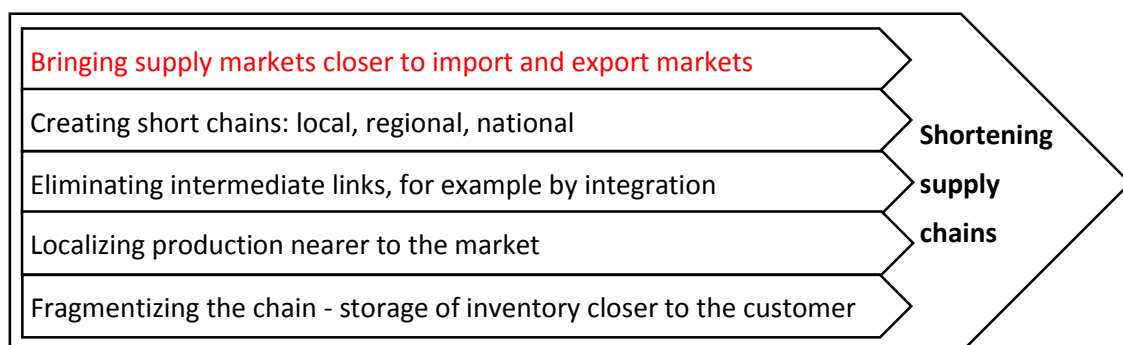 Bringing supply markets closer to import and export markets
Creating short chains: local, regional, national
Eliminating intermediate links, for example by integration
Localizing production nearer to the market
Fragmentizing the chain - storage of inventory closer to the customer
Shortening
supply
chains